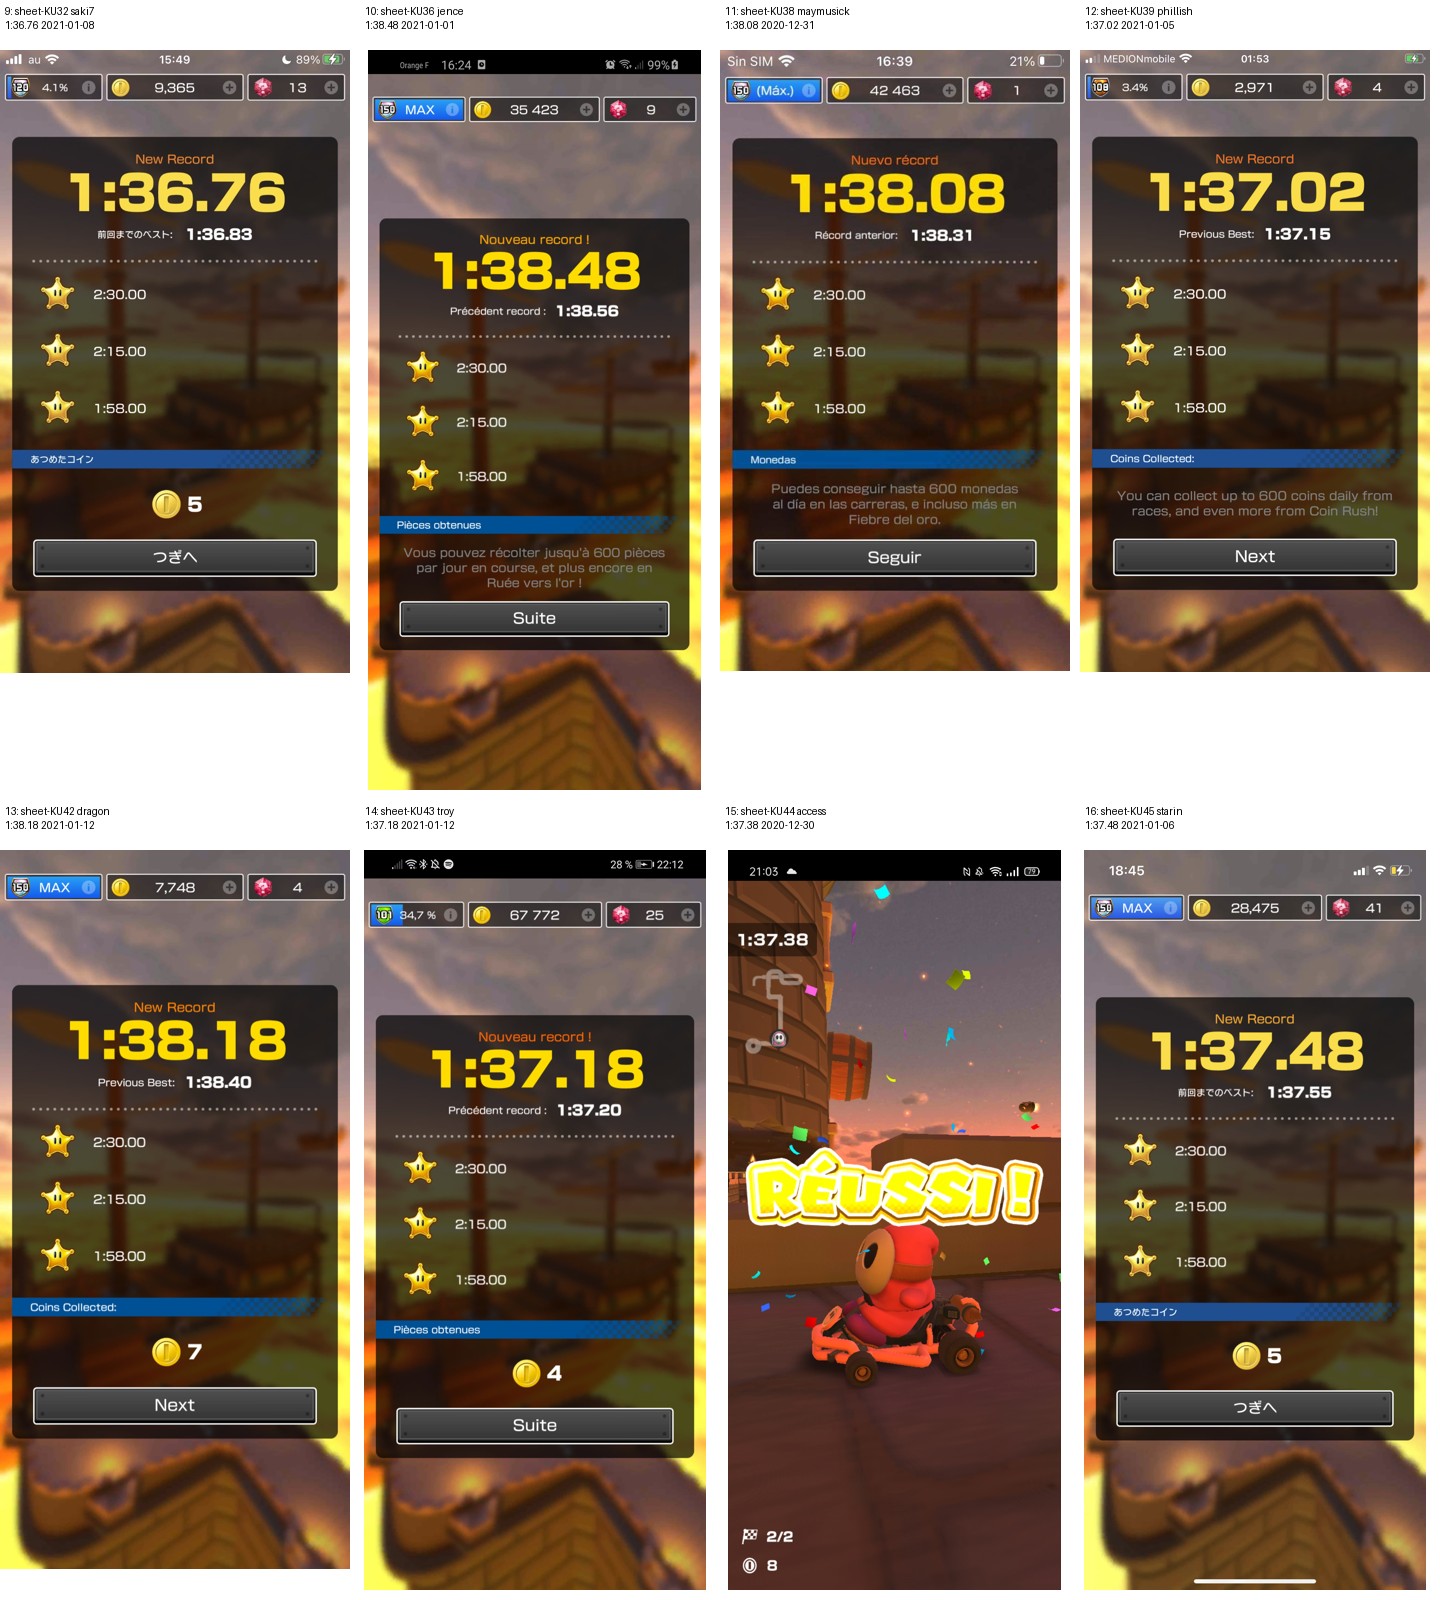 9: sheet-KU32 saki7
1:36.76 2021-01-08
au 15:49 89%
120 4.1% 9,365 13
New Record
1:36.76
前回までのベスト: 1:36.83
2:30.00
2:15.00
1:58.00
あつめたコイン
5
つぎへ
10: sheet-KU36 jence
1:38.48 2021-01-01
Orange F 16:24 99%
150 MAX 35 423 9
Nouveau record !
1:38.48
Précédent record : 1:38.56
2:30.00
2:15.00
1:58.00
Pièces obtenues
Vous pouvez récolter jusqu'à 600 pièces
par jour en course, et plus encore en
Ruée vers l'or !
Suite
11: sheet-KU38 maymusick
1:38.08 2020-12-31
Sin SIM 16:39 21%
150 (Máx.) 42 463 1
Nuevo récord
1:38.08
Récord anterior: 1:38.31
2:30.00
2:15.00
1:58.00
Monedas
Puedes conseguir hasta 600 monedas
al día en las carreras, e incluso más en
Fiebre del oro.
Seguir
12: sheet-KU39 phillish
1:37.02 2021-01-05
MEDIONmobile 01:53
108 3.4% 2,971 4
New Record
1:37.02
Previous Best: 1:37.15
2:30.00
2:15.00
1:58.00
Coins Collected:
You can collect up to 600 coins daily from
races, and even more from Coin Rush!
Next
13: sheet-KU42 dragon
1:38.18 2021-01-12
150 MAX 7,748 4
New Record
1:38.18
Previous Best: 1:38.40
2:30.00
2:15.00
1:58.00
Coins Collected:
7
Next
14: sheet-KU43 troy
1:37.18 2021-01-12
28 % 22:12
101 34,7 % 67 772 25
Nouveau record !
1:37.18
Précédent record : 1:37.20
2:30.00
2:15.00
1:58.00
Pièces obtenues
4
Suite
15: sheet-KU44 access
1:37.38 2020-12-30
21:03 79
1:37.38
RÉUSSI !
2/2
8
16: sheet-KU45 starin
1:37.48 2021-01-06
18:45
150 MAX 28,475 41
New Record
1:37.48
前回までのベスト: 1:37.55
2:30.00
2:15.00
1:58.00
あつめたコイン
5
つぎへ